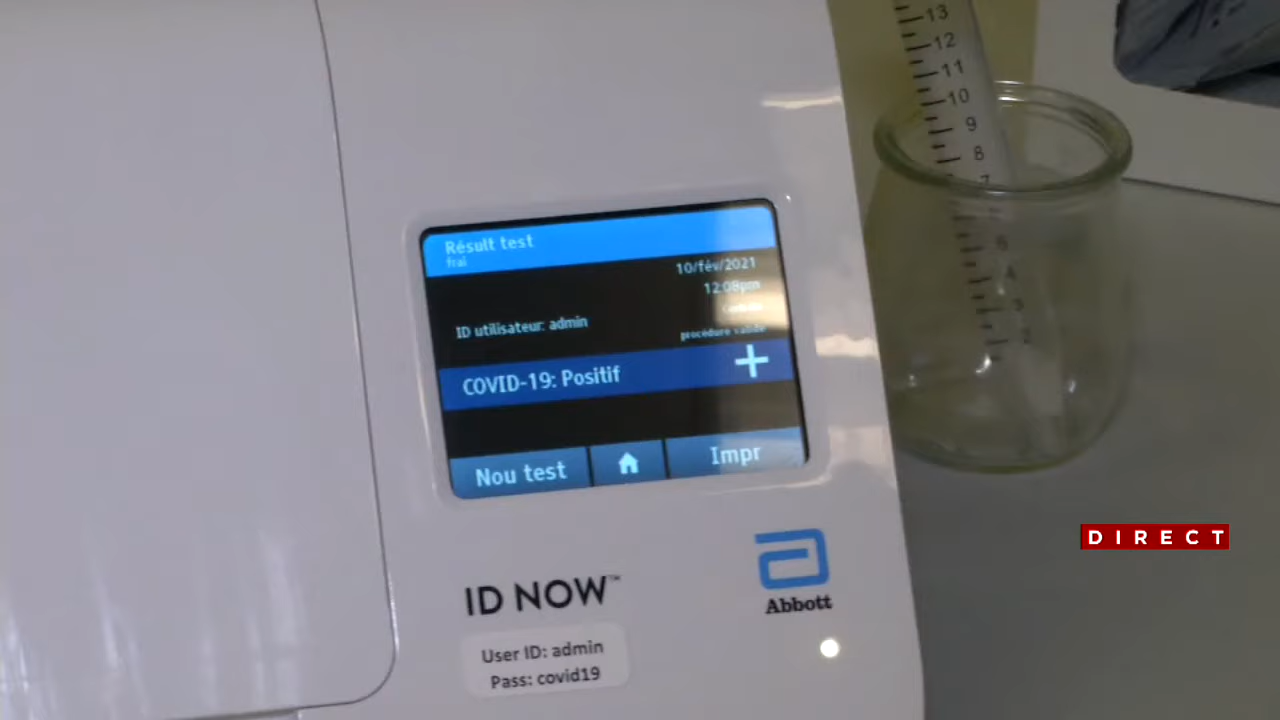 Résult test
10/fév/2021
12:08pm
ID utilisateur: admin
procédure valide
COVID-19: Positif
+
Nou test
Impr
ID NOW™
Abbott
User ID: admin
Pass: covid19
13
12
11
10
9
8
7
DIRECT